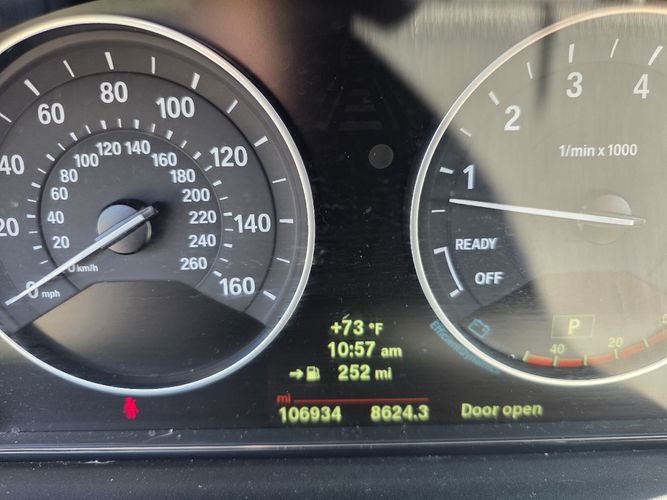 20 40 60 80 100 120 140 160
mph
0 20 40 60 80 100 120 140 160 180 200 220 240 260
km/h
1 2 3 4
1/min x 1000
READY
OFF
EfficientDynamics
P
40 20
+73 °F
10:57 am
252 mi
mi
106934 8624.3 Door open